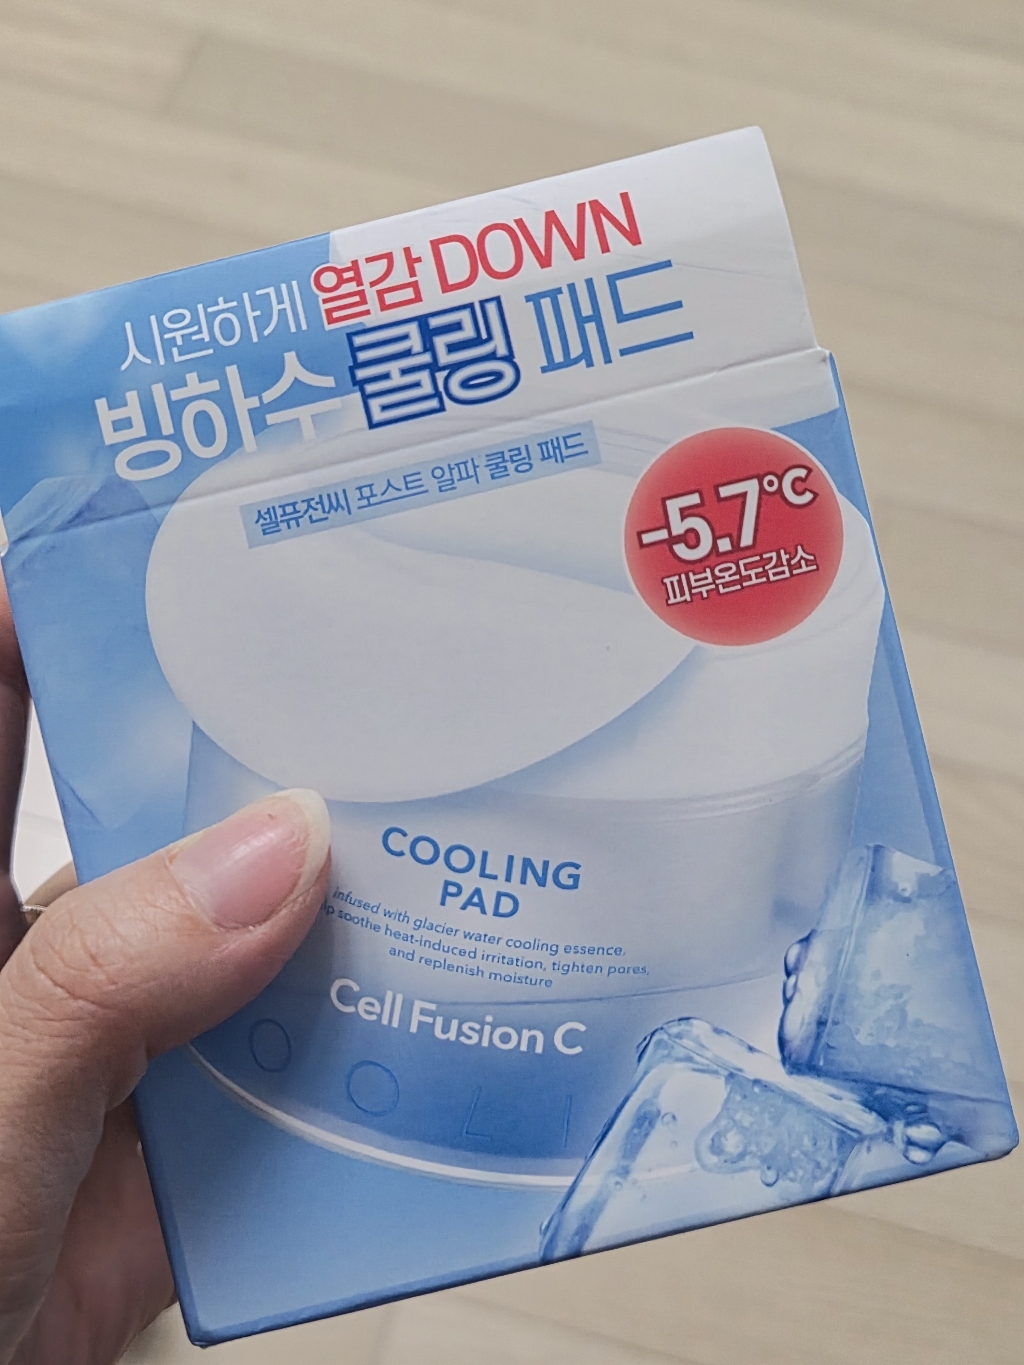 시원하게 열감 DOWN
빙하수 쿨링 패드
셀퓨전씨 포스트 알파 쿨링 패드
-5.7°C
피부온도감소
COOLING
PAD
infused with glacier water cooling essence,
soothe heat-induced irritation, tighten pores,
and replenish moisture
Cell Fusion C
O O L I